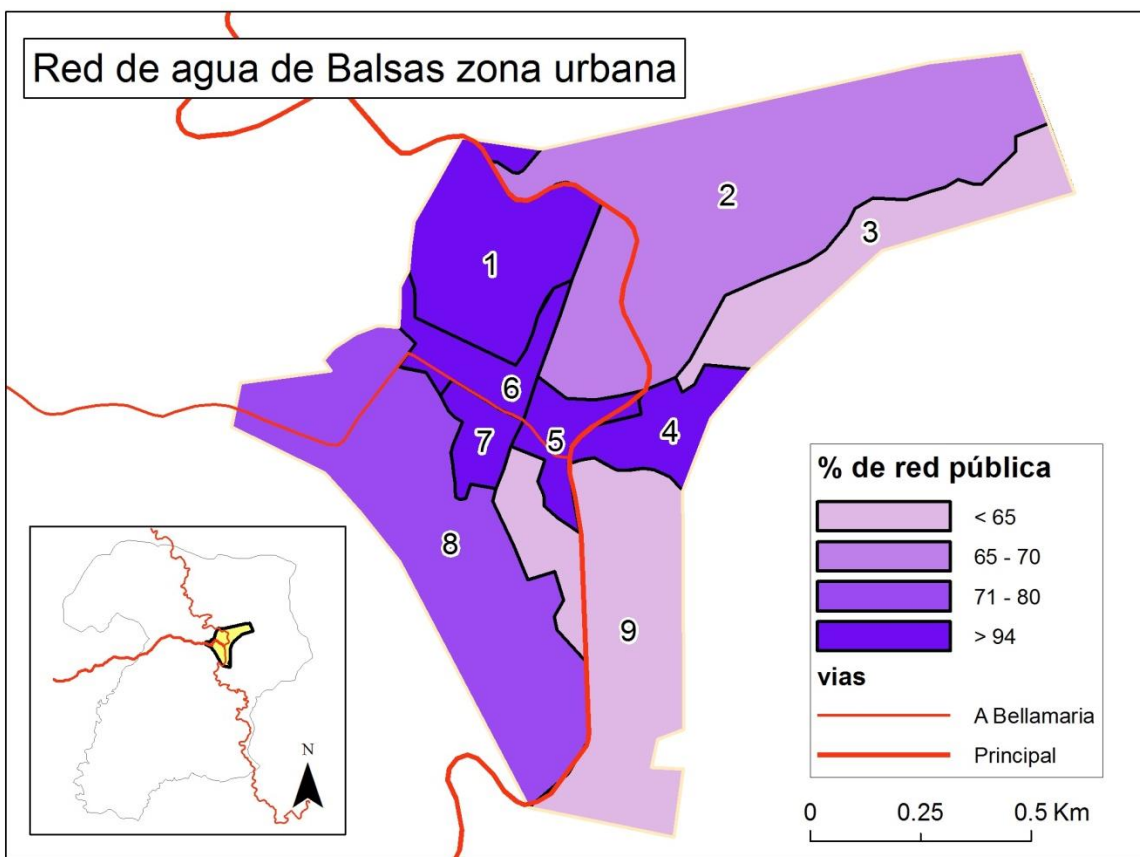 Red de agua de Balsas zona urbana
1
2
3
4
5
6
7
8
9
N
% de red pública
< 65
65 - 70
71 - 80
> 94
vias
A Bellamaria
Principal
0 0.25 0.5 Km